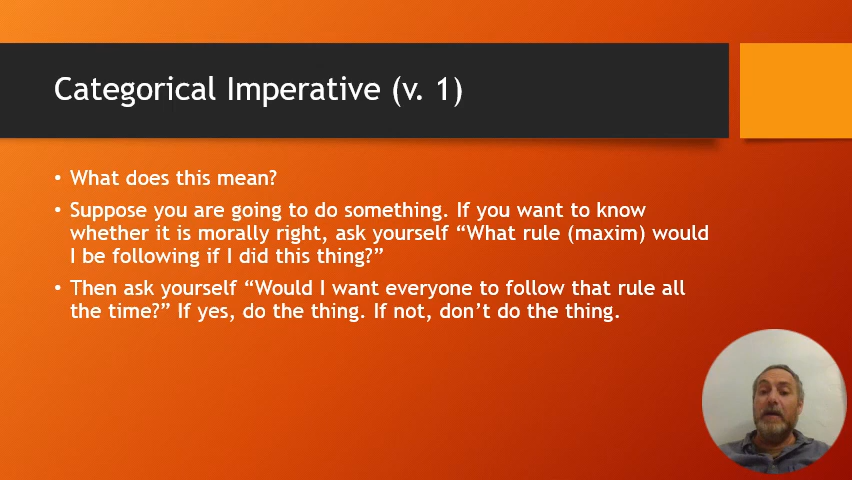 Categorical Imperative (v. 1)
• What does this mean?
• Suppose you are going to do something. If you want to know
whether it is morally right, ask yourself “What rule (maxim) would
I be following if I did this thing?”
• Then ask yourself “Would I want everyone to follow that rule all
the time?” If yes, do the thing. If not, don’t do the thing.